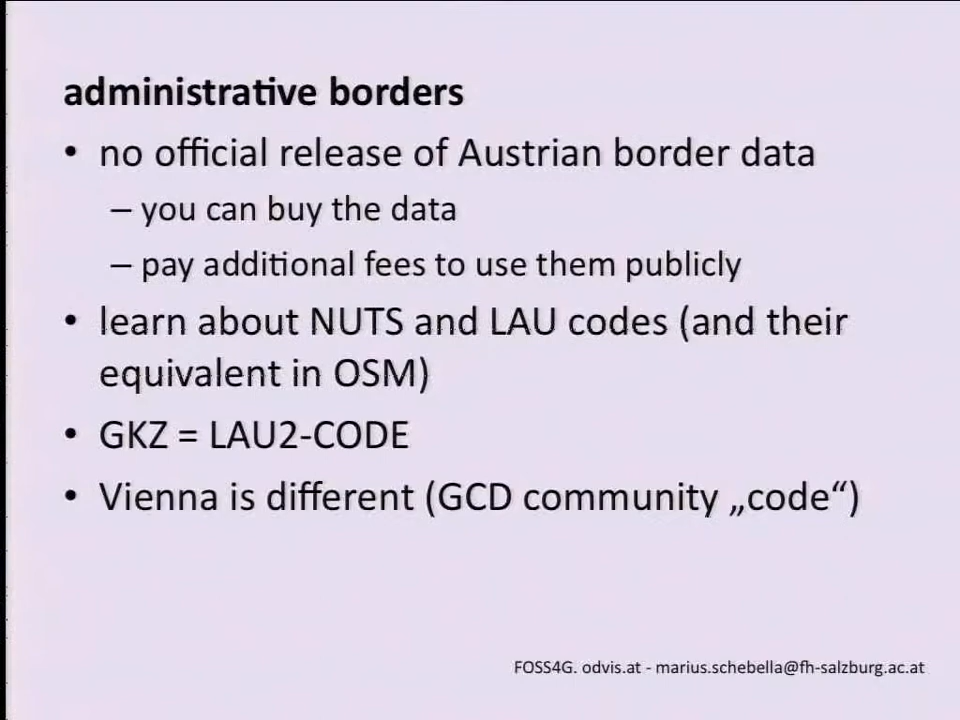 administrative borders
• no official release of Austrian border data
– you can buy the data
– pay additional fees to use them publicly
• learn about NUTS and LAU codes (and their
equivalent in OSM)
• GKZ = LAU2-CODE
• Vienna is different (GCD community „code“)
FOSS4G. odvis.at - marius.schebella@fh-salzburg.ac.at